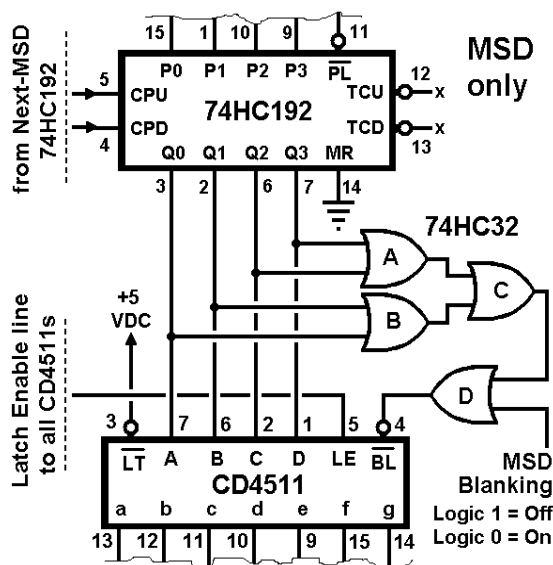 15 1 10 9 11
P0 P1 P2 P3 PL
MSD
only
5 CPU
74HC192
TCU 12 x
4 CPD
TCD x
13
Q0 Q1 Q2 Q3 MR
3 2 6 7 14
from Next-MSD
74HC192
74HC32
A
B
C
D
+5
VDC
Latch Enable line
to all CD4511s
3 7 6 2 1 5 4
LT A B C D LE BL
CD4511
a b c d e f g
13 12 11 10 9 15 14
MSD
Blanking
Logic 1 = Off
Logic 0 = On